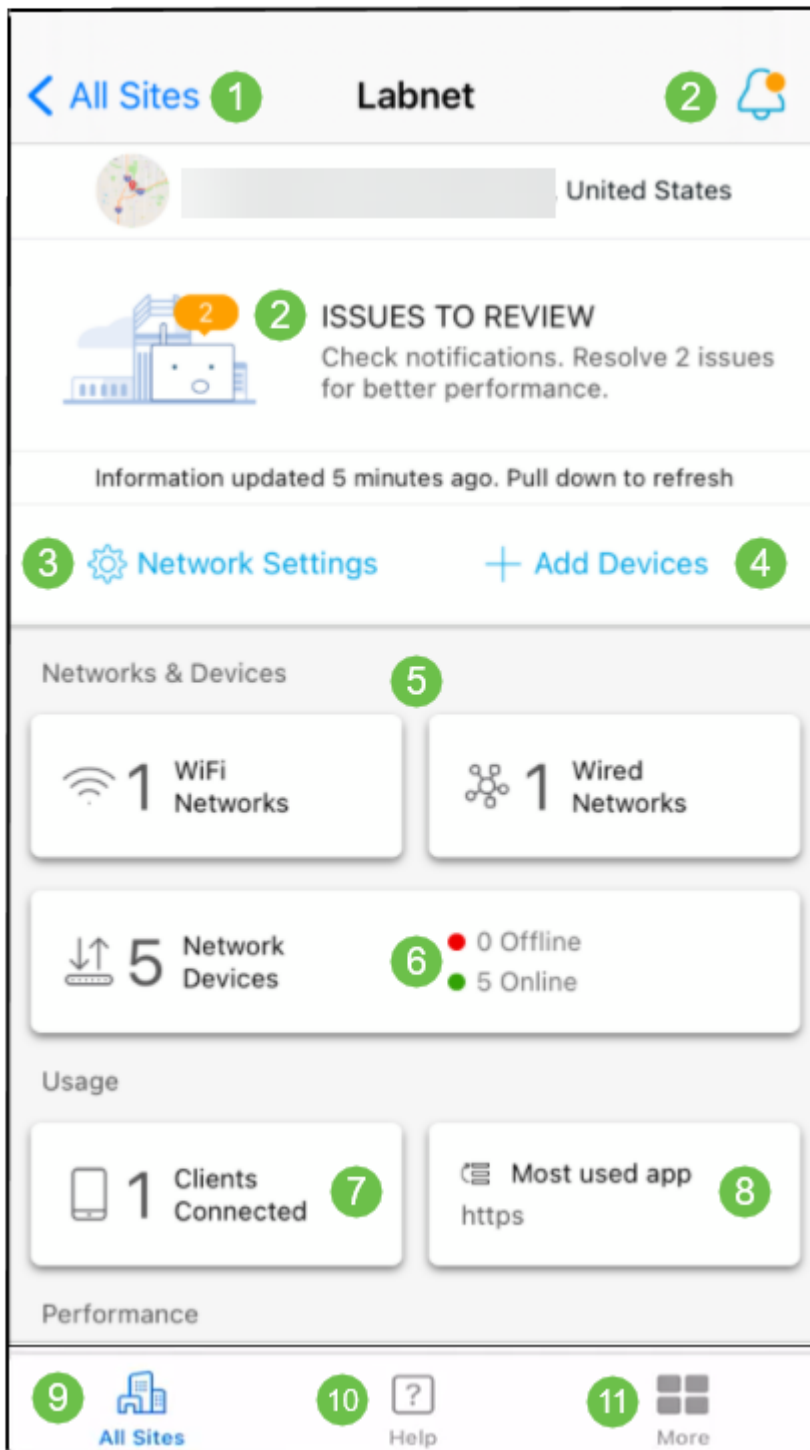 All Sites 1 Labnet 2
United States
2 2 ISSUES TO REVIEW
Check notifications. Resolve 2 issues
for better performance.
Information updated 5 minutes ago. Pull down to refresh
3 Network Settings + Add Devices 4
Networks & Devices 5
1 WiFi
Networks
1 Wired
Networks
5 Network
Devices
6
0 Offline
5 Online
Usage
1 Clients
Connected
7
Most used app
https
8
Performance
9 All Sites
10 ? Help
11 More